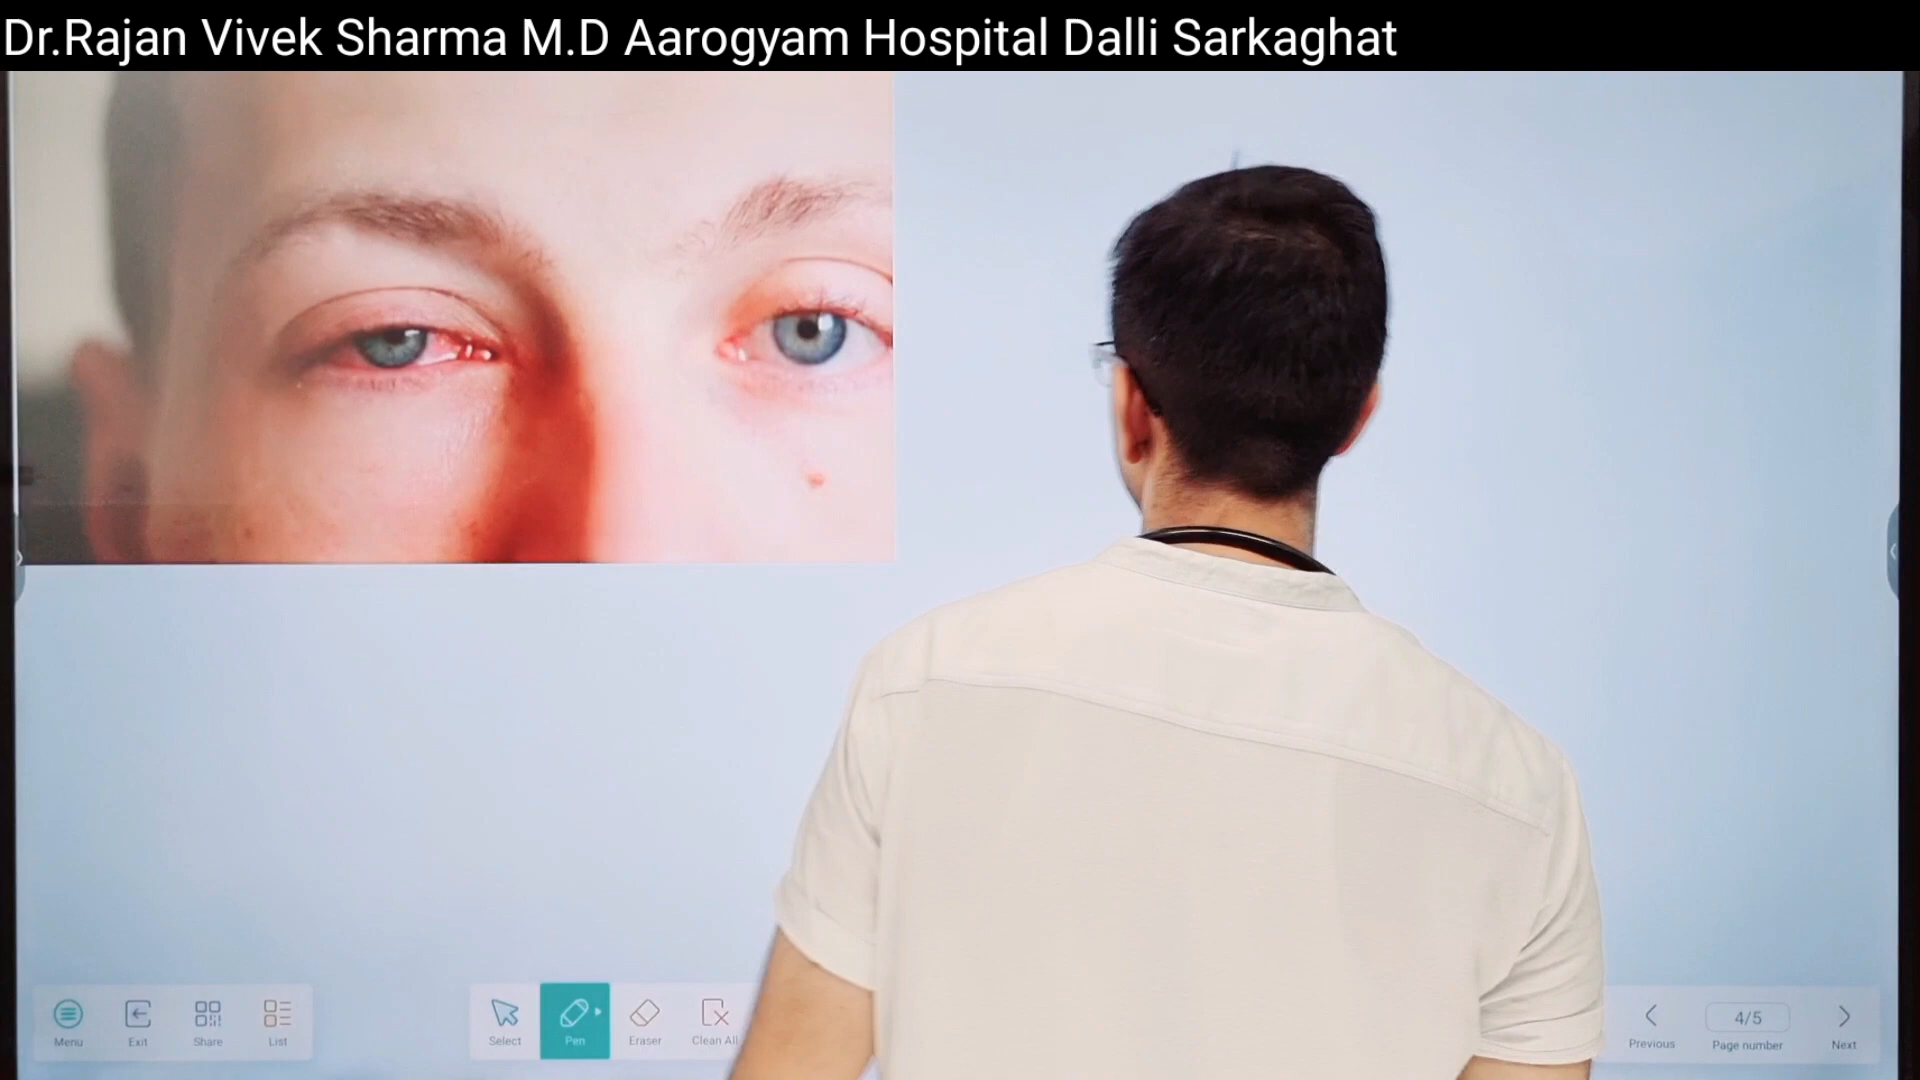 Dr.Rajan Vivek Sharma M.D Aarogyam Hospital Dalli Sarkaghat
Menu
Exit
Share
List
Select
Pen
Eraser
Clean All
Previous
4/5
Page number
Next